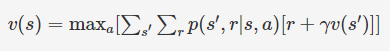 v(s) = max_a[∑_{s'} ∑_r p(s', r|s, a)[r + γv(s')]]